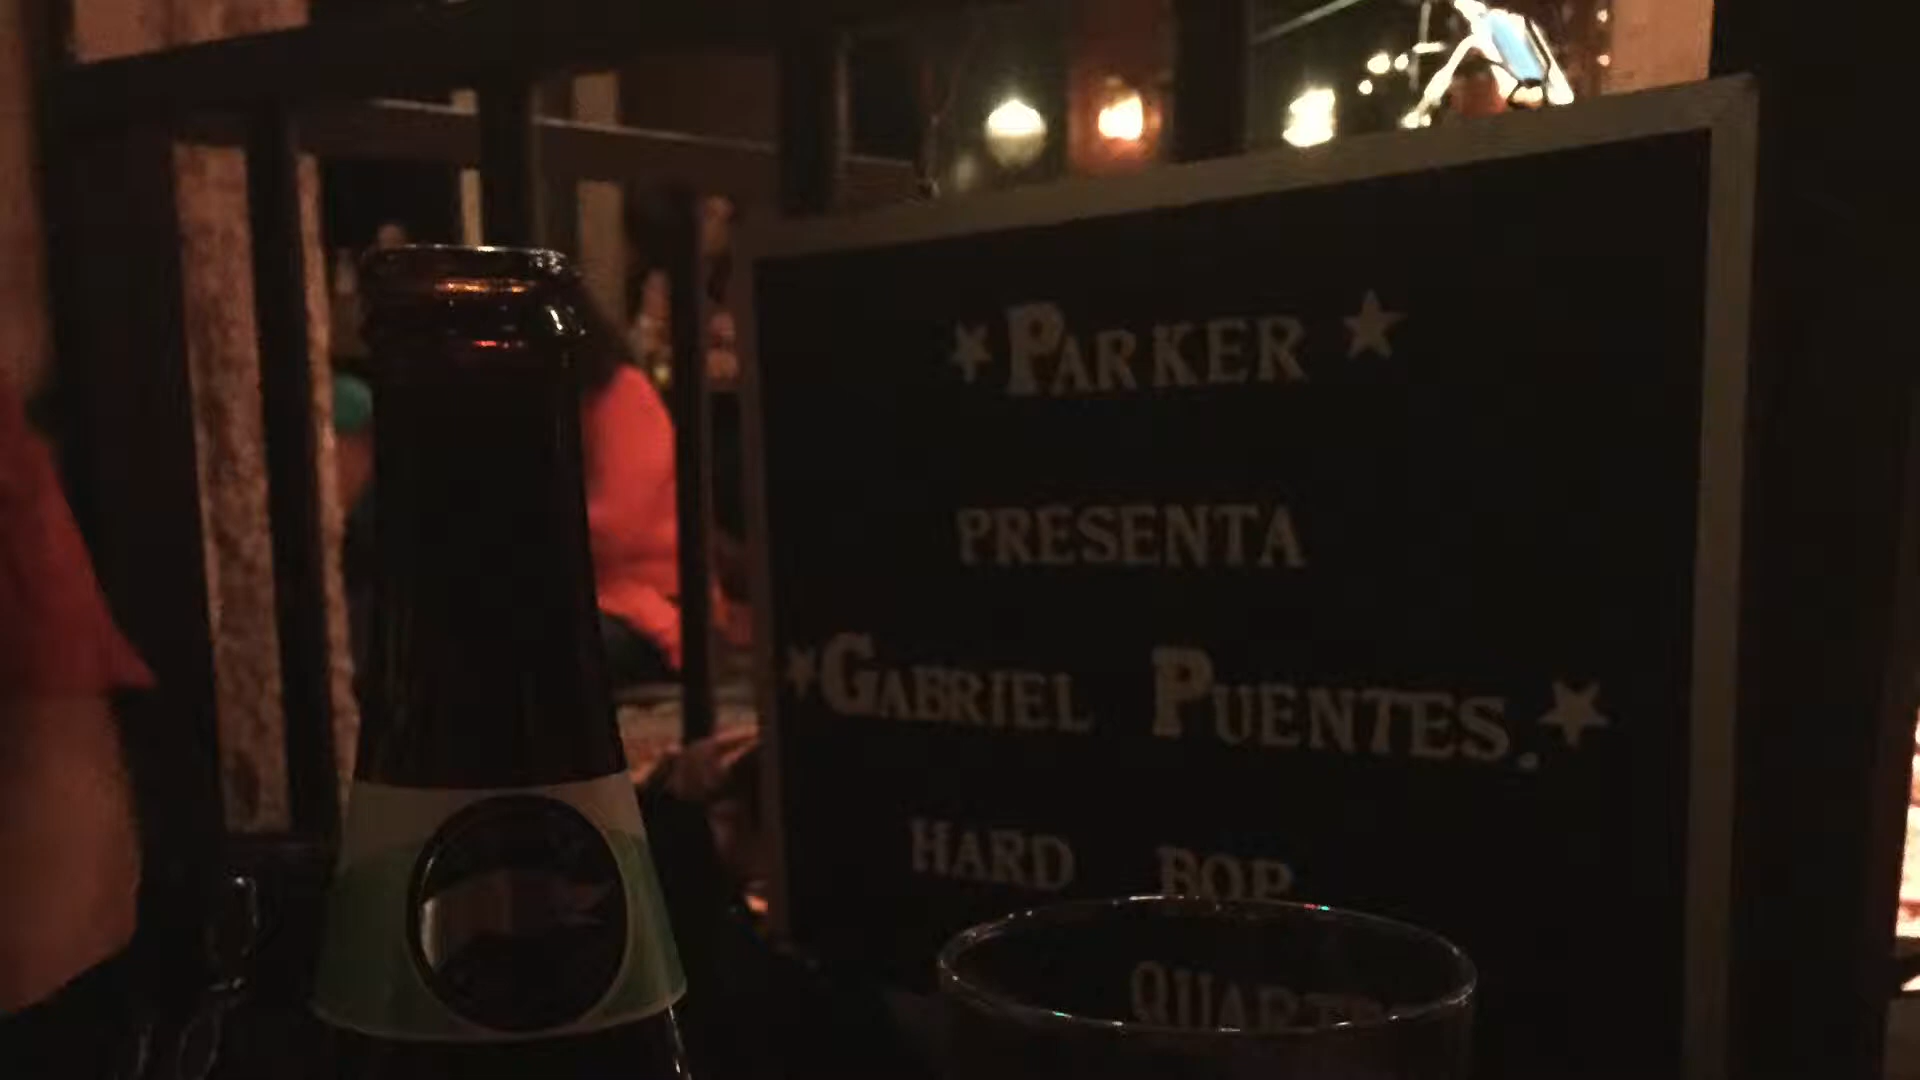 ★ PARKER ★
PRESENTA
★ GABRIEL PUENTES. ★
HARD BOP